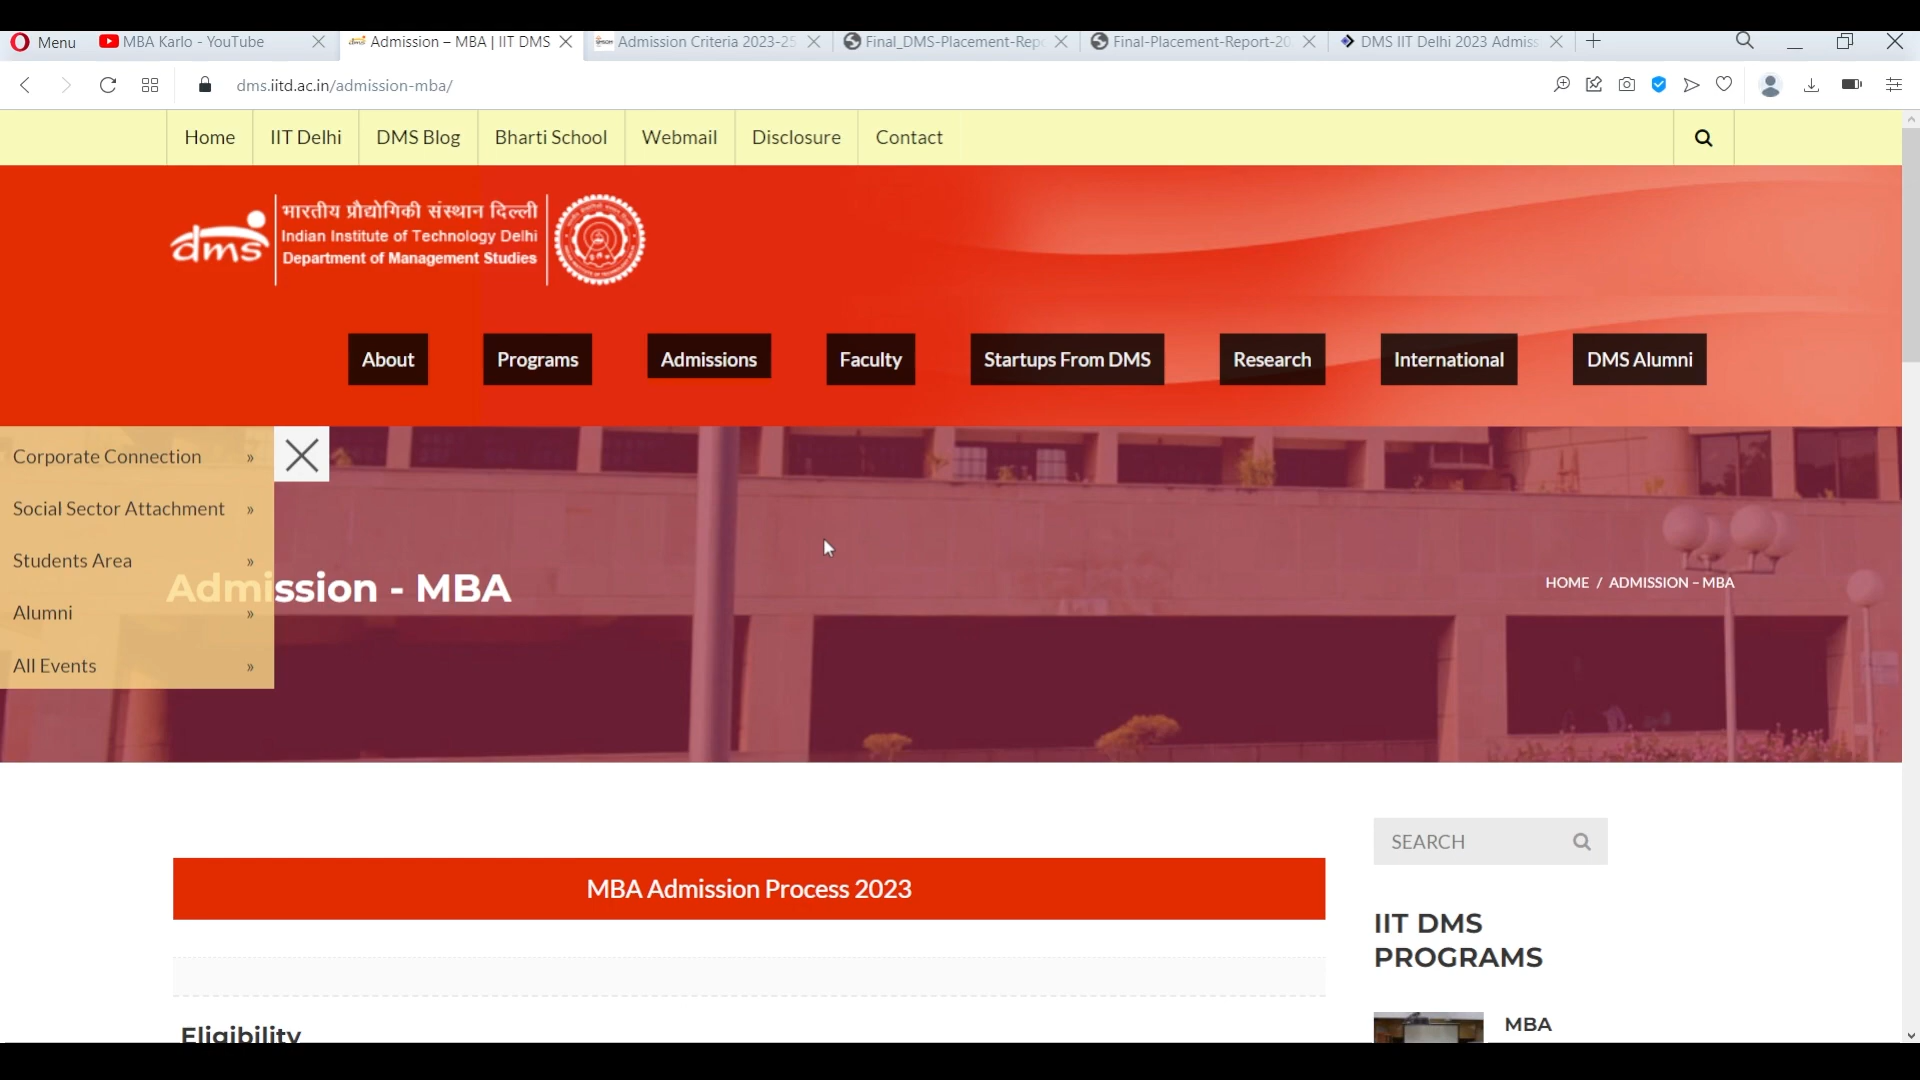 Menu
MBA Karlo - YouTube
Admission – MBA | IIT DMS
Admission Criteria 2023-25
Final_DMS-Placement-Rep
Final-Placement-Report-20
DMS IIT Delhi 2023 Admiss
dms.iitd.ac.in/admission-mba/
Home
IIT Delhi
DMS Blog
Bharti School
Webmail
Disclosure
Contact
dms
भारतीय प्रौद्योगिकी संस्थान दिल्ली
Indian Institute of Technology Delhi
Department of Management Studies
About
Programs
Admissions
Faculty
Startups From DMS
Research
International
DMS Alumni
Corporate Connection »
Social Sector Attachment »
Students Area »
Alumni »
All Events »
Admission - MBA
HOME / ADMISSION – MBA
MBA Admission Process 2023
Eligibility
SEARCH
IIT DMS
PROGRAMS
MBA